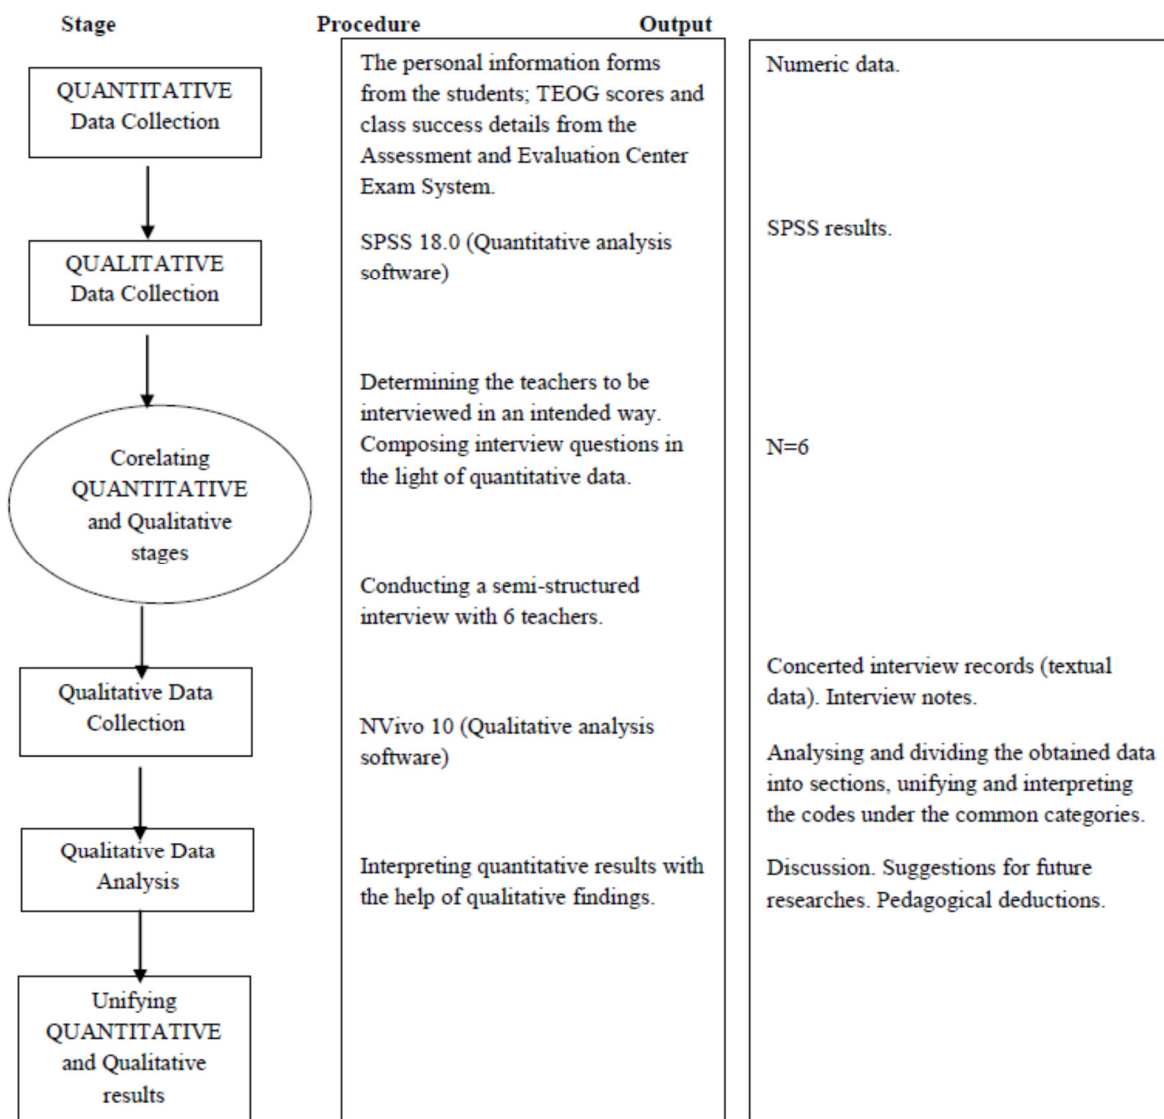 Stage Procedure Output
QUANTITATIVE
Data Collection
QUALITATIVE
Data Collection
Corelating
QUANTITATIVE
and Qualitative
stages
Qualitative Data
Collection
Qualitative Data
Analysis
Unifying
QUANTITATIVE
and Qualitative
results
The personal information forms
from the students; TEOG scores and
class success details from the
Assessment and Evaluation Center
Exam System.
SPSS 18.0 (Quantitative analysis
software)
Determining the teachers to be
interviewed in an intended way.
Composing interview questions in
the light of quantitative data.
Conducting a semi-structured
interview with 6 teachers.
NVivo 10 (Qualitative analysis
software)
Interpreting quantitative results with
the help of qualitative findings.
Numeric data.
SPSS results.
N=6
Concerted interview records (textual
data). Interview notes.
Analysing and dividing the obtained data
into sections, unifying and interpreting
the codes under the common categories.
Discussion. Suggestions for future
researches. Pedagogical deductions.